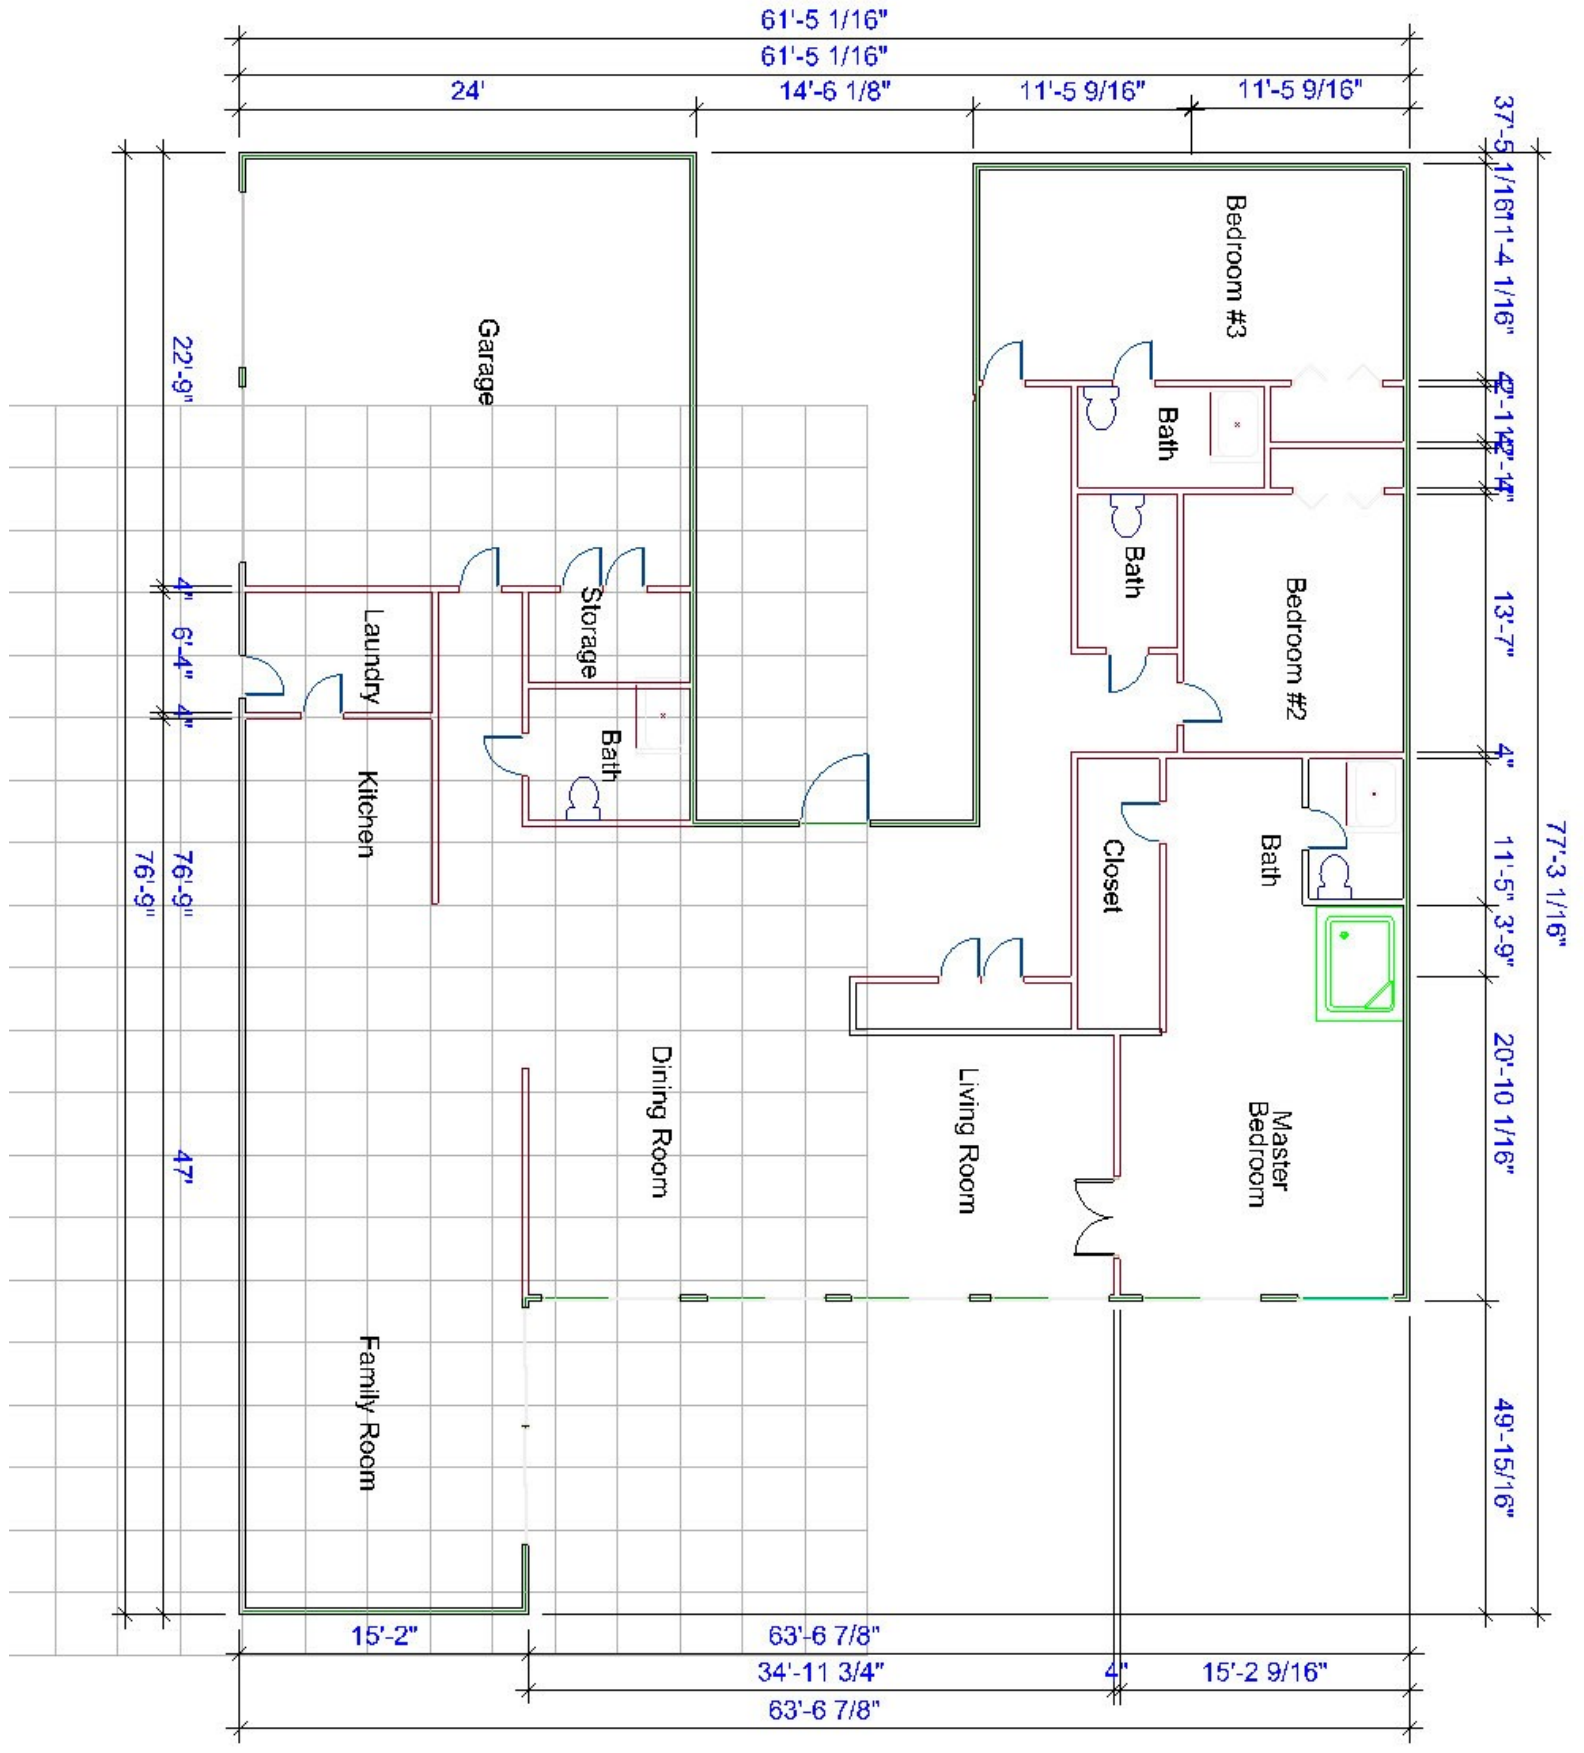 61'-5 1/16"
61'-5 1/16"
24'
14'-6 1/8"
11'-5 9/16"
11'-5 9/16"
Bedroom #3
Garage
Bath
Bath
Bedroom #2
Storage
Laundry
Bath
Kitchen
Closet
Bath
Dining Room
Living Room
Master
Bedroom
Family Room
22'-9"
4"
6'-4"
4"
76'-9"
76'-9"
47'
11'-4 1/16"
13'-7"
4"
11'-5"
3'-9"
77'-3 1/16"
20'-10 1/16"
49'-15/16"
15'-2"
63'-6 7/8"
34'-11 3/4"
4"
15'-2 9/16"
63'-6 7/8"